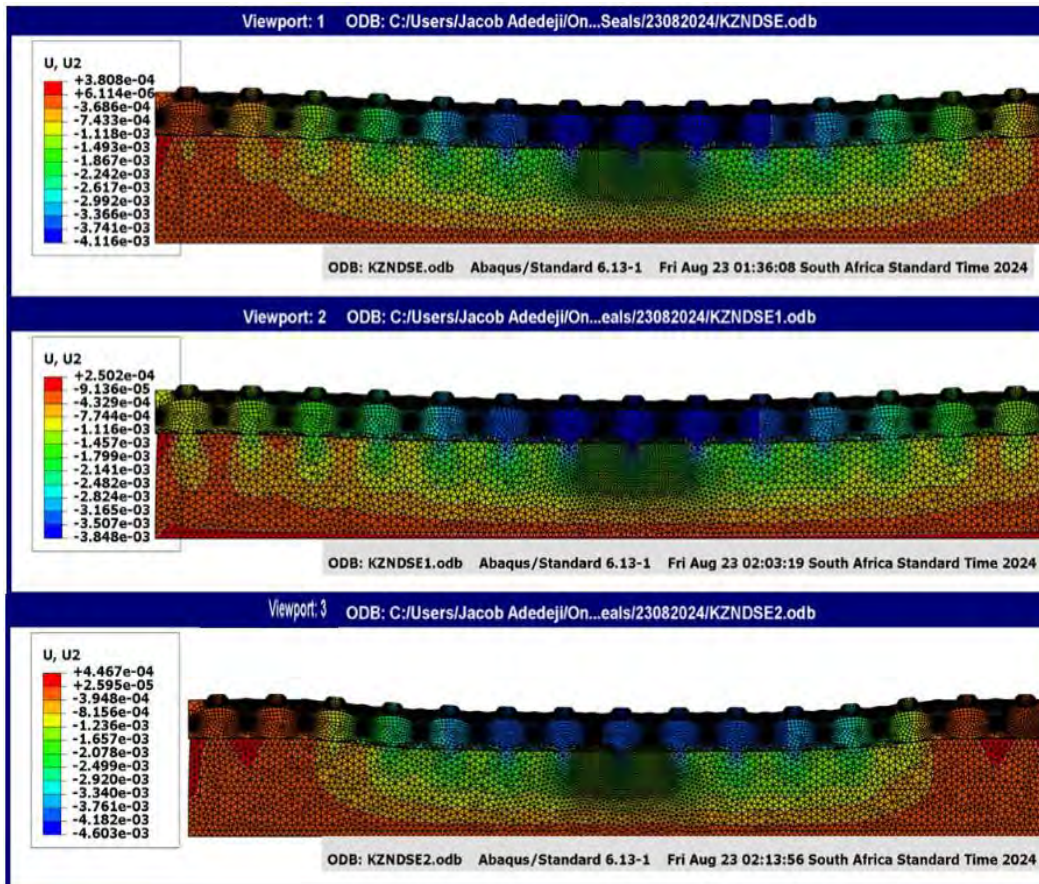 Viewport: 1 ODB: C:/Users/Jacob Adedeji/On...Seals/23082024/KZNDSE.odb
U, U2
+3.808e-04
+6.114e-06
-3.686e-04
-7.433e-04
-1.118e-03
-1.493e-03
-1.867e-03
-2.242e-03
-2.617e-03
-2.992e-03
-3.366e-03
-3.741e-03
-4.116e-03
ODB: KZNDSE.odb Abaqus/Standard 6.13-1 Fri Aug 23 01:36:08 South Africa Standard Time 2024
Viewport: 2 ODB: C:/Users/Jacob Adedeji/On...eals/23082024/KZNDSE1.odb
U, U2
+2.502e-04
-9.136e-05
-4.329e-04
-7.744e-04
-1.116e-03
-1.457e-03
-1.799e-03
-2.141e-03
-2.482e-03
-2.824e-03
-3.165e-03
-3.507e-03
-3.848e-03
ODB: KZNDSE1.odb Abaqus/Standard 6.13-1 Fri Aug 23 02:03:19 South Africa Standard Time 2024
Viewport: 3 ODB: C:/Users/Jacob Adedeji/On...eals/23082024/KZNDSE2.odb
U, U2
+4.467e-04
+2.595e-05
-3.948e-04
-8.156e-04
-1.236e-03
-1.657e-03
-2.078e-03
-2.499e-03
-2.920e-03
-3.340e-03
-3.761e-03
-4.182e-03
-4.603e-03
ODB: KZNDSE2.odb Abaqus/Standard 6.13-1 Fri Aug 23 02:13:56 South Africa Standard Time 2024